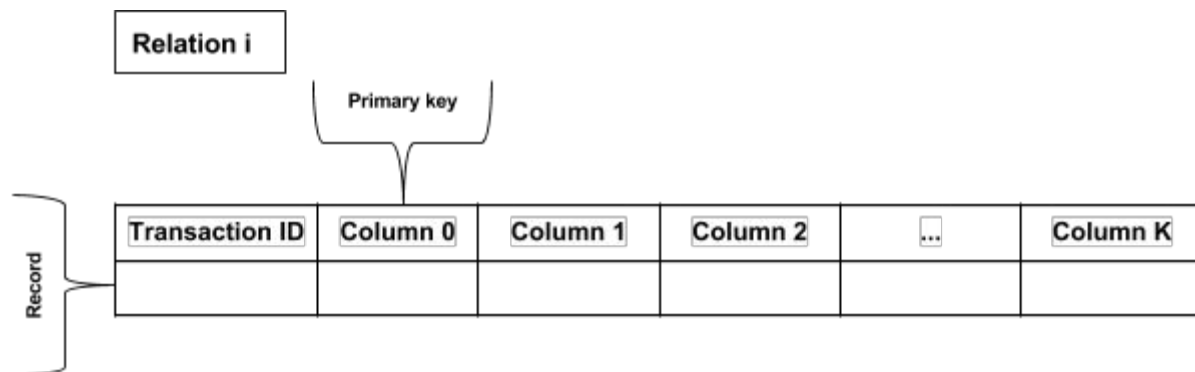 Relation i
Primary key
Transaction ID Column 0 Column 1 Column 2 ... Column K
Record